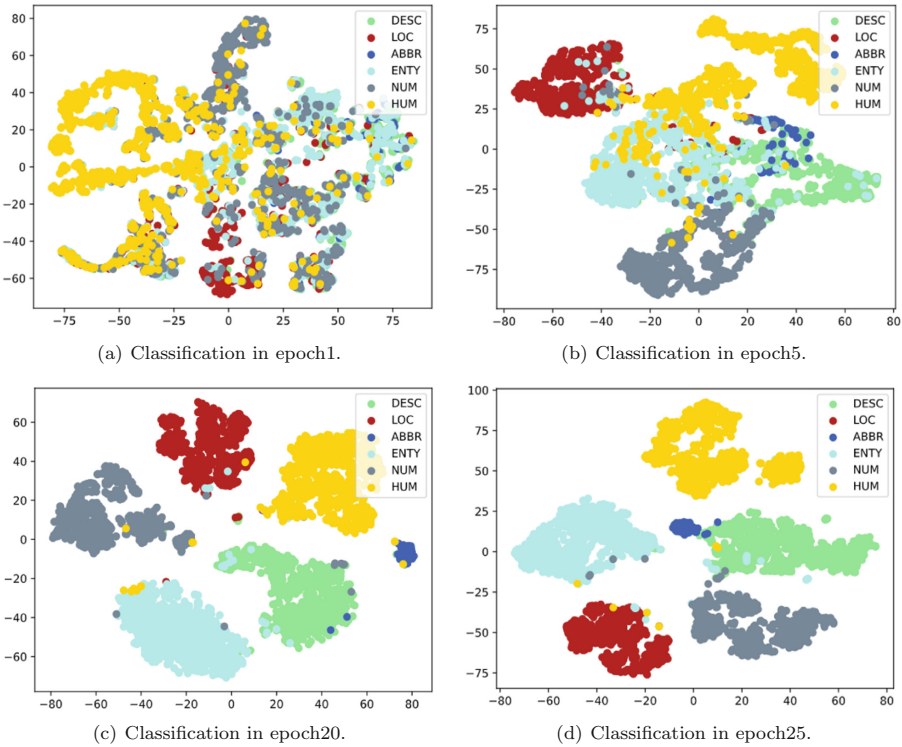 80
60
40
20
0
−20
−40
−60
−75 −50 −25 0 25 50 75
DESC
LOC
ABBR
ENTY
NUM
HUM
(a) Classification in epoch1.
75
50
25
0
−25
−50
−75
−80 −60 −40 −20 0 20 40 60 80
DESC
LOC
ABBR
ENTY
NUM
HUM
(b) Classification in epoch5.
60
40
20
0
−20
−40
−60
−80 −60 −40 −20 0 20 40 60 80
DESC
LOC
ABBR
ENTY
NUM
HUM
(c) Classification in epoch20.
100
75
50
25
0
−25
−50
−75
−80 −60 −40 −20 0 20 40 60 80
DESC
LOC
ABBR
ENTY
NUM
HUM
(d) Classification in epoch25.